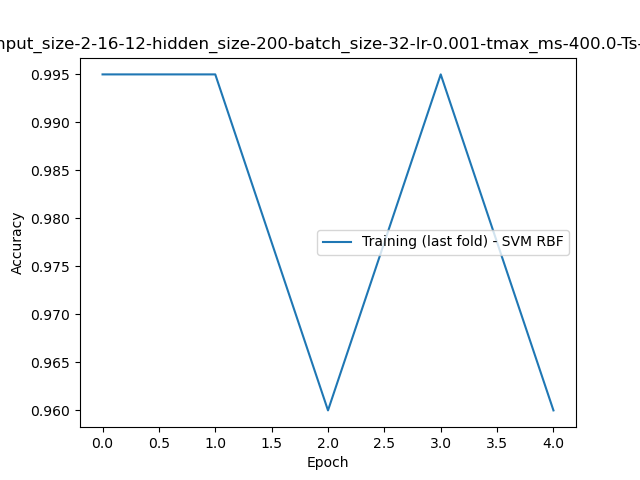 nput_size-2-16-12-hidden_size-200-batch_size-32-lr-0.001-tmax_ms-400.0-Ts-
0.995
0.990
0.985
0.980
0.975
0.970
0.965
0.960
Accuracy
Training (last fold) - SVM RBF
0.0 0.5 1.0 1.5 2.0 2.5 3.0 3.5 4.0
Epoch